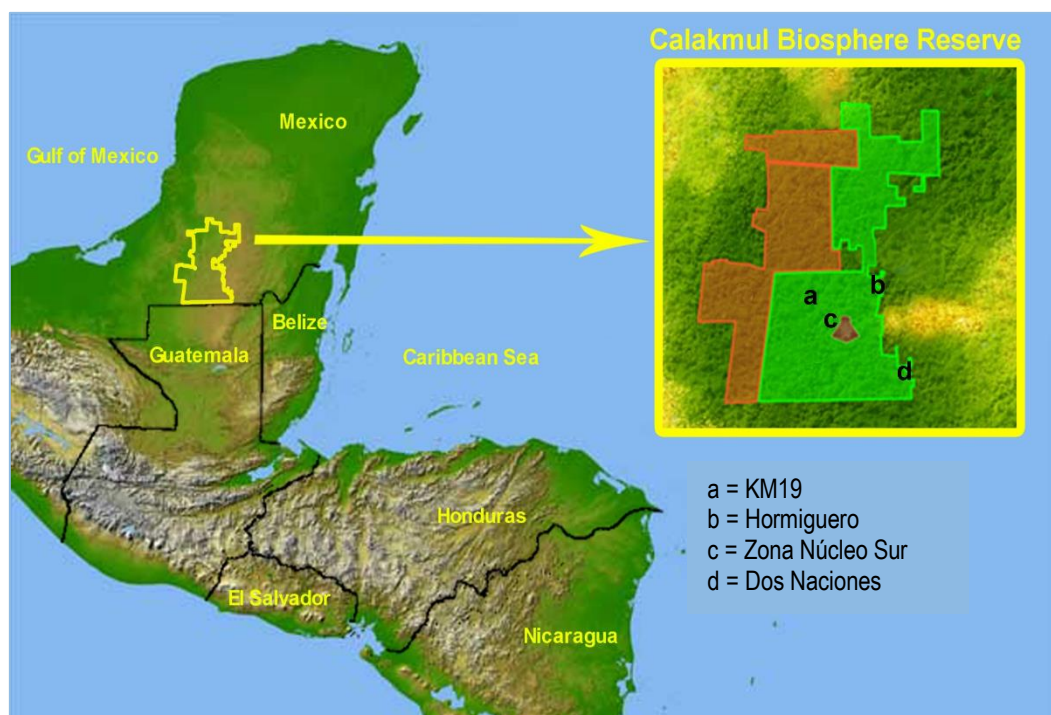 Calakmul Biosphere Reserve
Mexico
Gulf of Mexico
Belize
Guatemala
Caribbean Sea
Honduras
El Salvador
Nicaragua
a
b
c
d
a = KM19
b = Hormiguero
c = Zona Núcleo Sur
d = Dos Naciones